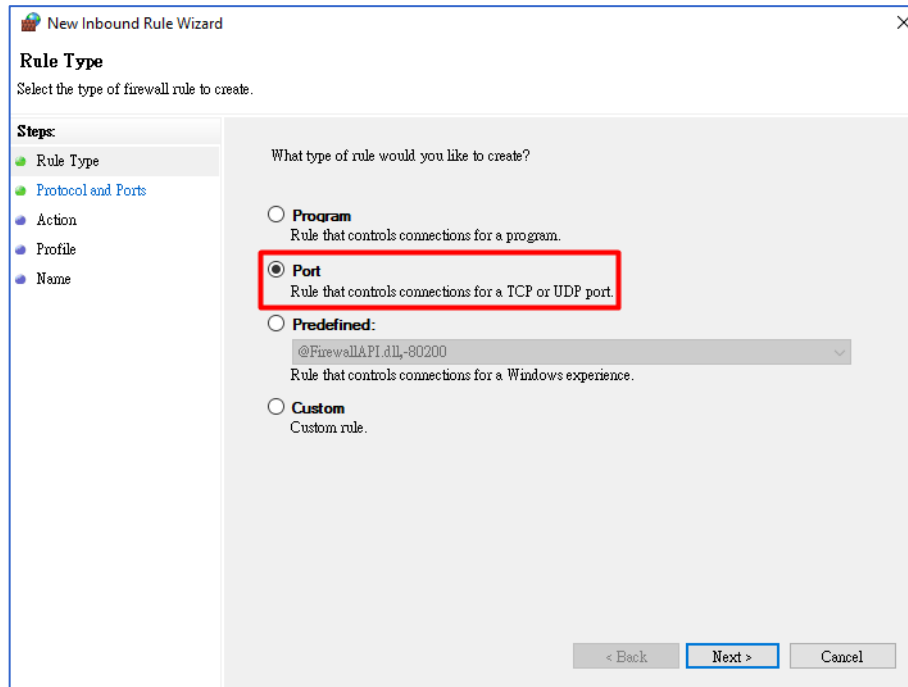 New Inbound Rule Wizard
Rule Type
Select the type of firewall rule to create.
Steps:
Rule Type
Protocol and Ports
Action
Profile
Name
What type of rule would you like to create?
Program
Rule that controls connections for a program.
Port
Rule that controls connections for a TCP or UDP port.
Predefined:
@FirewallAPI.dll,-80200
Rule that controls connections for a Windows experience.
Custom
Custom rule.
< Back Next > Cancel